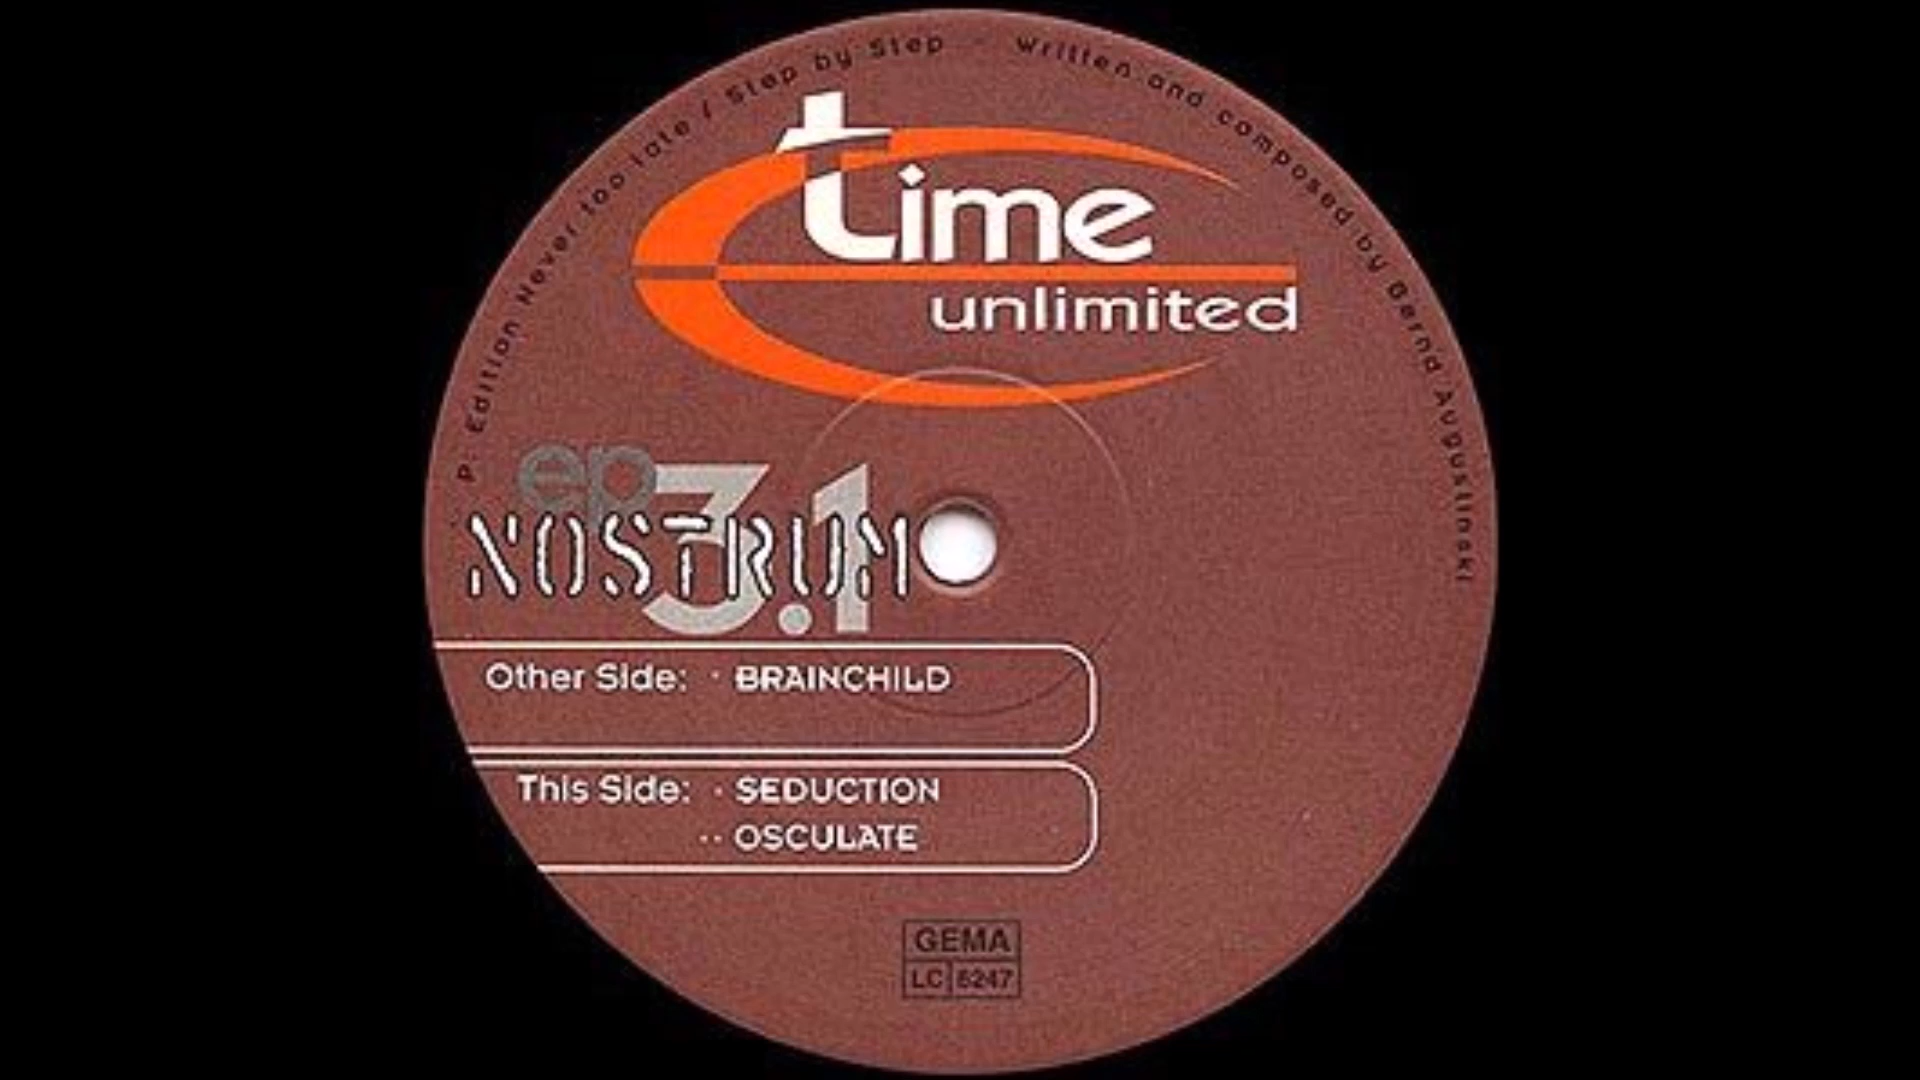 P: Edition Never too late / Step by Step - Written and composed by Bernd Augustinski
time
unlimited
ep 3.1
NOSTRUM
Other Side: · BRAINCHILD
This Side: · SEDUCTION
·· OSCULATE
GEMA
LC 6247